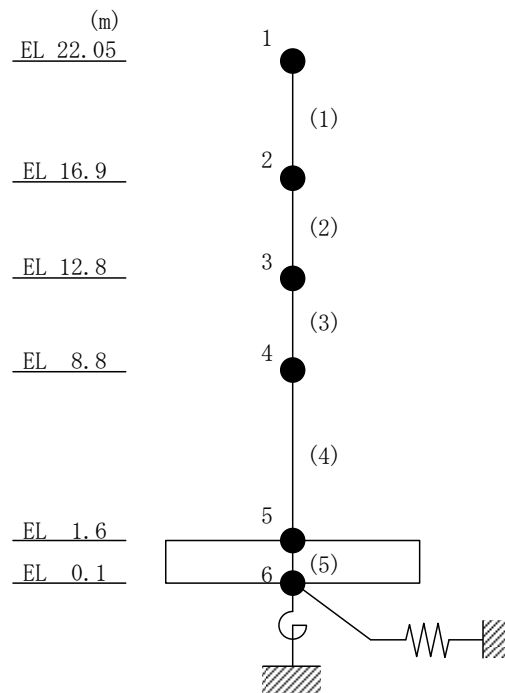 (m)
EL 22.05
1
(1)
EL 16.9
2
(2)
EL 12.8
3
(3)
EL 8.8
4
(4)
EL 1.6
5
(5)
EL 0.1
6